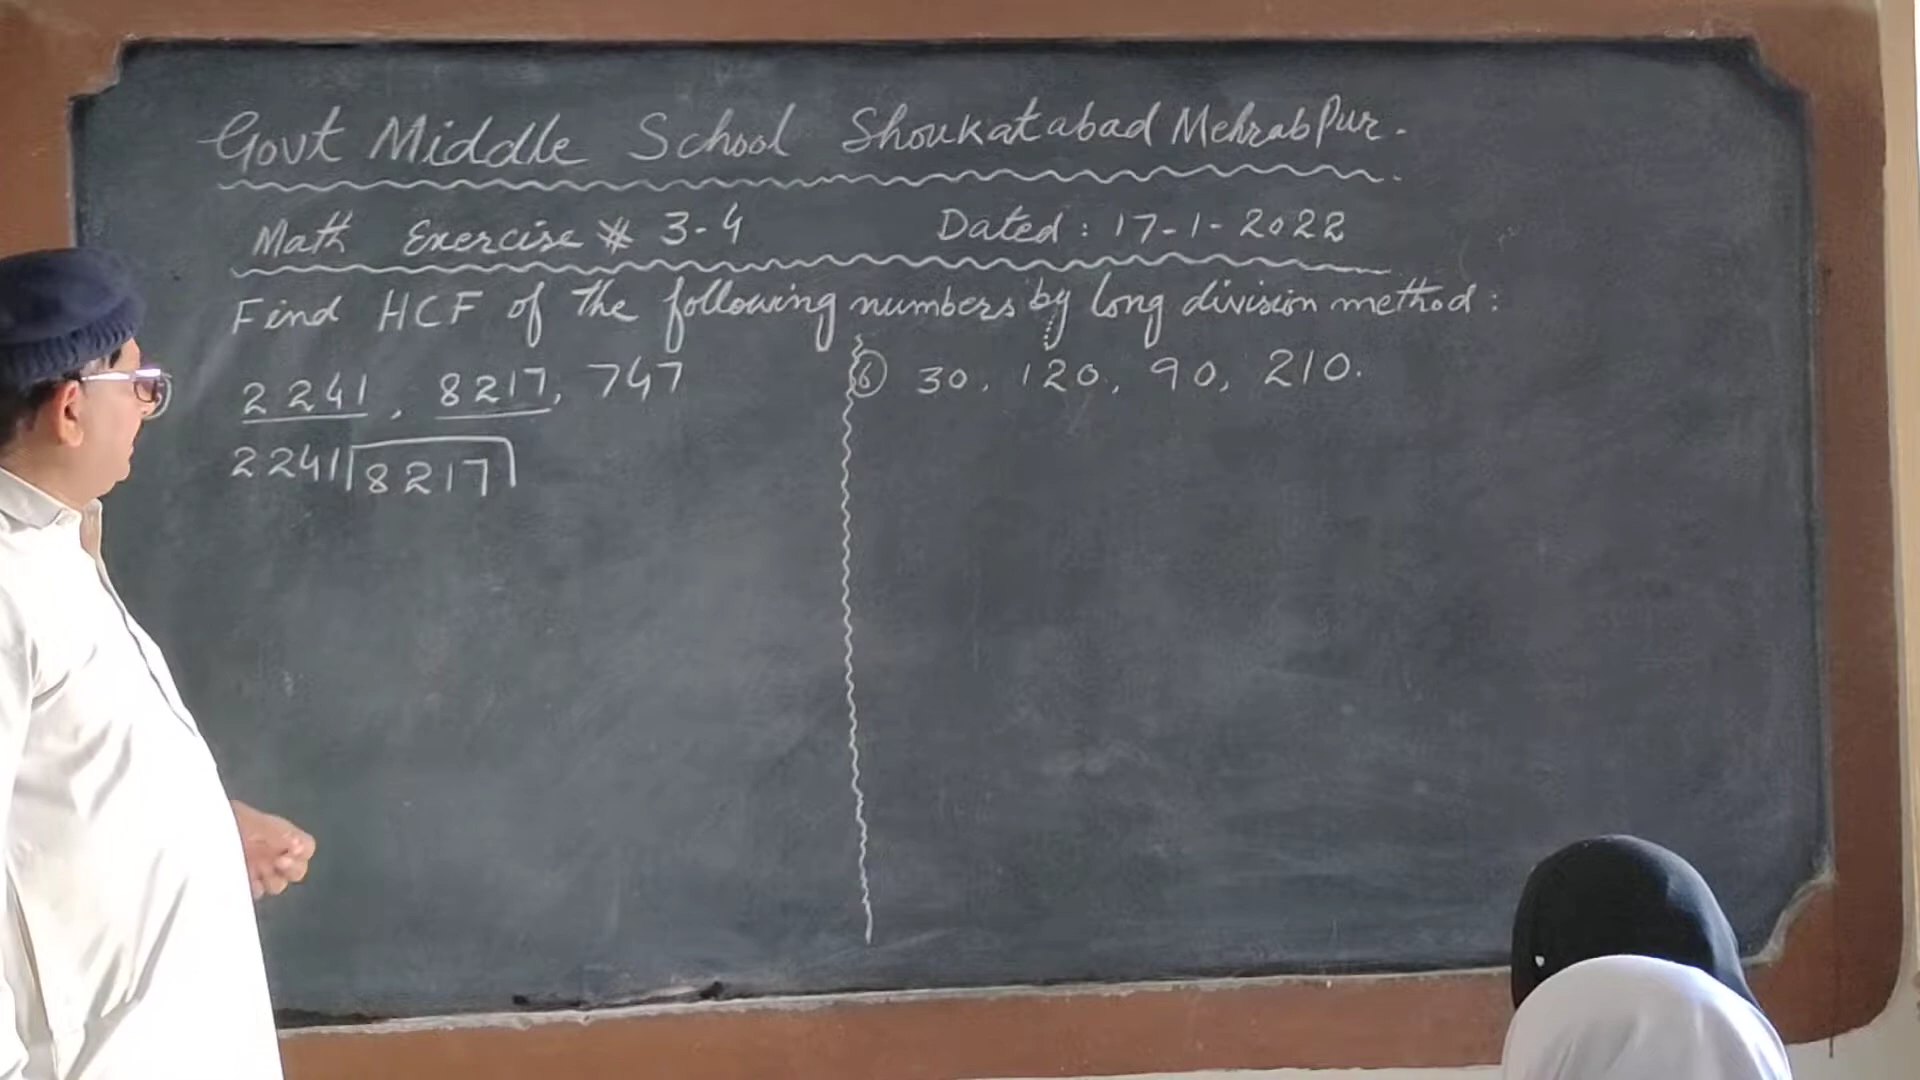 Govt Middle School Shoukatabad MehrabPur.
Math Exercise # 3-4 Dated: 17-1-2022
Find HCF of the following numbers by long division method:
2241, 8217, 747
2241 8217
6 30, 120, 90, 210.